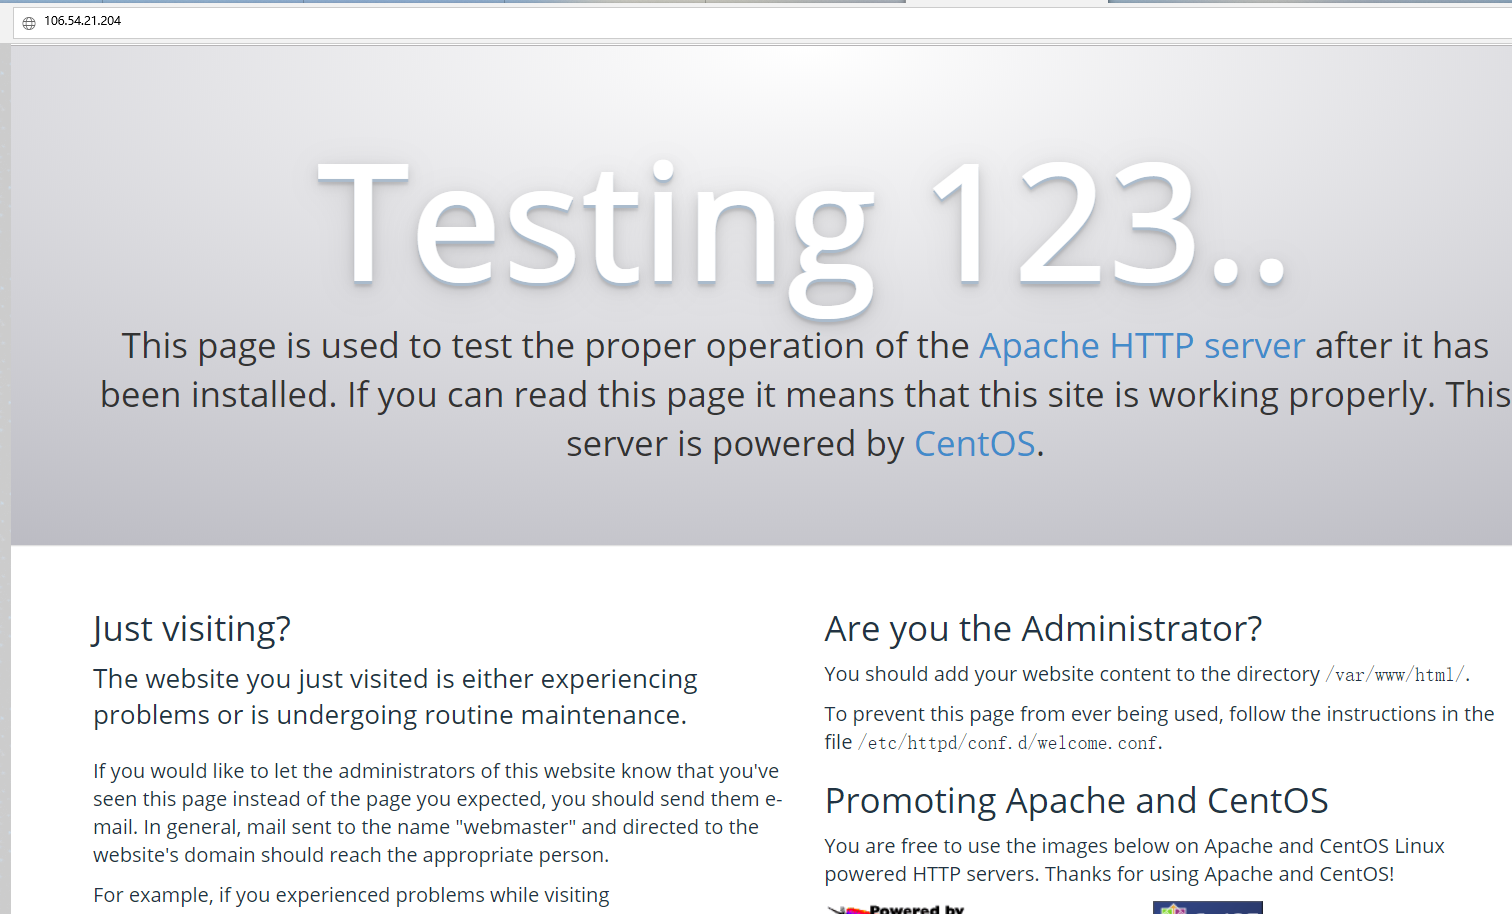 106.54.21.204
Testing 123..
This page is used to test the proper operation of the Apache HTTP server after it has
been installed. If you can read this page it means that this site is working properly. This
server is powered by CentOS.
Just visiting?
The website you just visited is either experiencing
problems or is undergoing routine maintenance.
If you would like to let the administrators of this website know that you've
seen this page instead of the page you expected, you should send them e-
mail. In general, mail sent to the name "webmaster" and directed to the
website's domain should reach the appropriate person.
For example, if you experienced problems while visiting
Are you the Administrator?
You should add your website content to the directory /var/www/html/.
To prevent this page from ever being used, follow the instructions in the
file /etc/httpd/conf.d/welcome.conf.
Promoting Apache and CentOS
You are free to use the images below on Apache and CentOS Linux
powered HTTP servers. Thanks for using Apache and CentOS!
Powered by